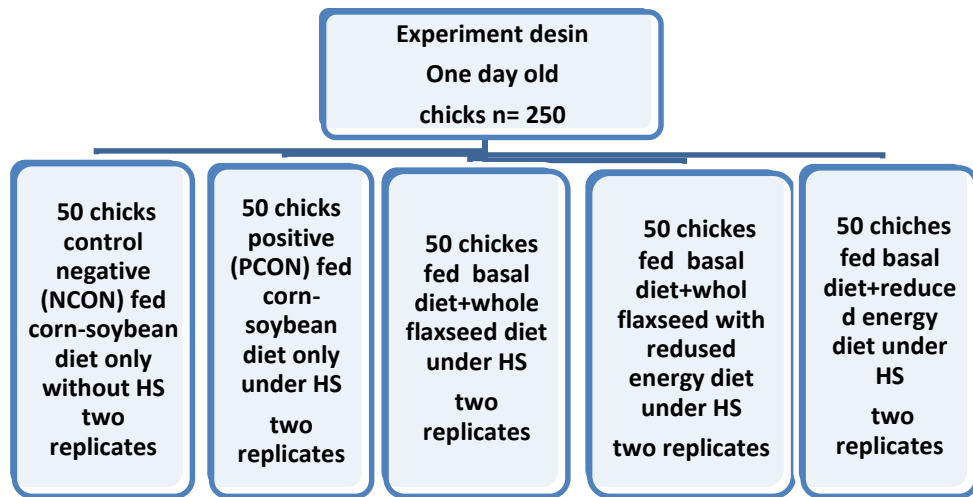 Experiment desin
One day old
chicks n= 250
50 chicks
control
negative
(NCON) fed
corn-soybean
diet only
without HS
two
replicates
50 chicks
positive
(PCON) fed
corn-
soybean
diet only
under HS
two
replicates
50 chickes
fed basal
diet+whole
flaxseed diet
under HS
two
replicates
50 chickes
fed basal
diet+whol
flaxseed with
redused
energy diet
under HS
two replicates
50 chiches
fed basal
diet+reduce
d energy
diet under
HS
two
replicates